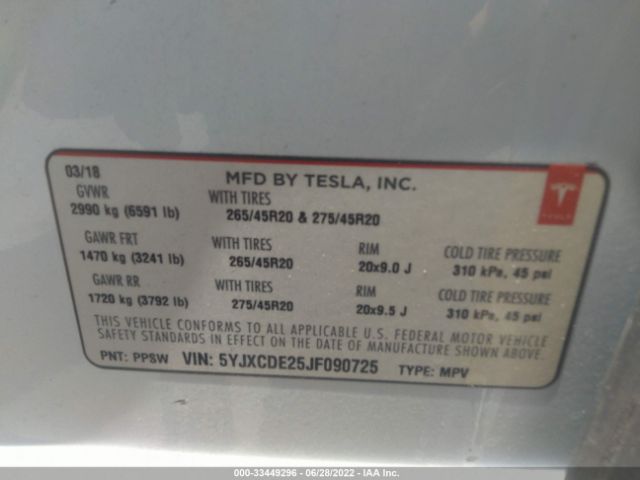 03/18
MFD BY TESLA, INC.
GVWR
2990 kg (6591 lb)
WITH TIRES
265/45R20 & 275/45R20
GAWR FRT
1470 kg (3241 lb)
WITH TIRES
265/45R20
RIM
20x9.0 J
COLD TIRE PRESSURE
310 kPa, 45 psi
GAWR RR
1720 kg (3792 lb)
WITH TIRES
275/45R20
RIM
20x9.5 J
COLD TIRE PRESSURE
310 kPa, 45 psi
THIS VEHICLE CONFORMS TO ALL APPLICABLE U.S. FEDERAL MOTOR VEHICLE
SAFETY STANDARDS IN EFFECT ON THE DATE OF MANUFACTURE SHOWN ABOVE.
PNT: PPSW VIN: 5YJXCDE25JF090725 TYPE: MPV
TESLA
000-33449296 - 06/28/2022 - IAA Inc.